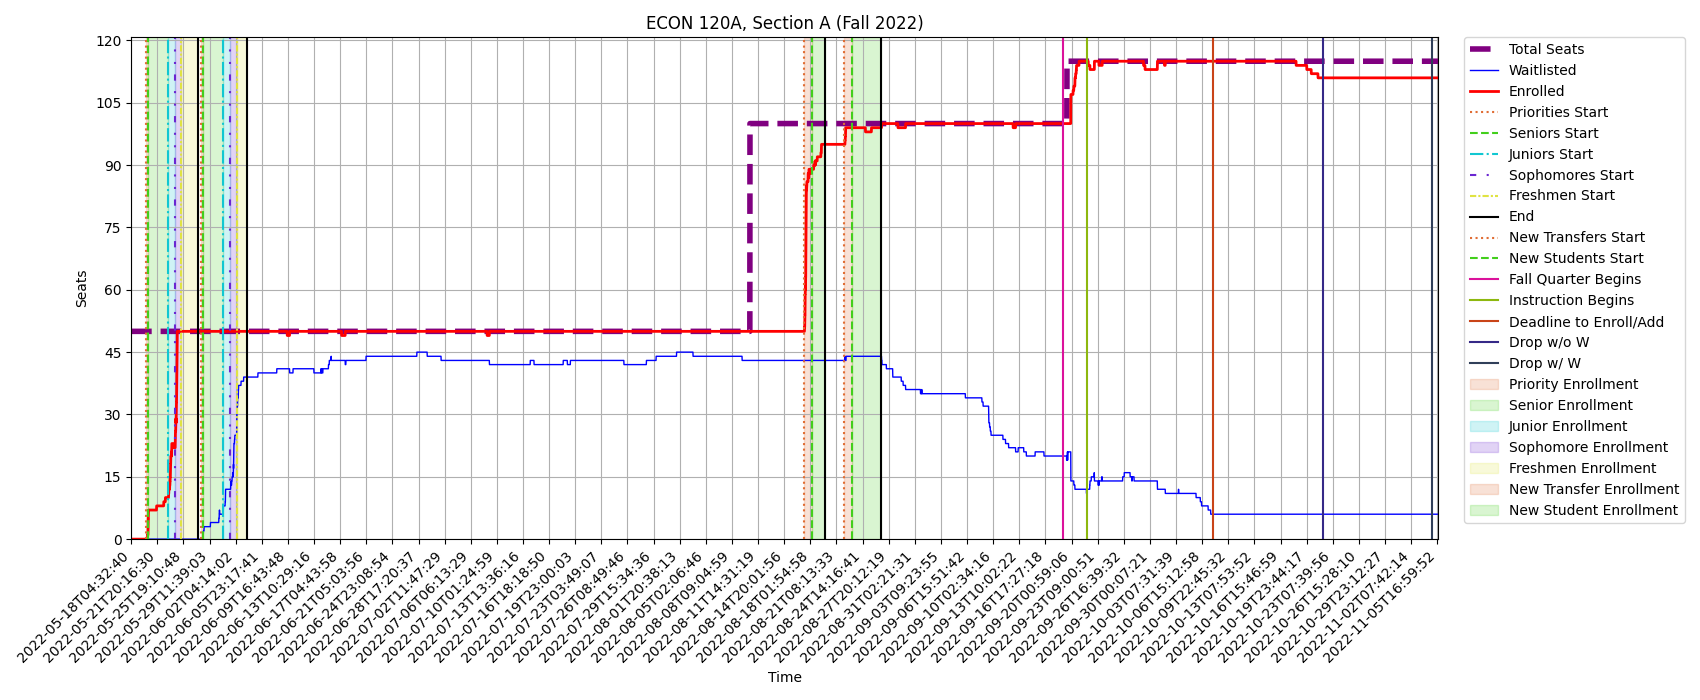 ECON 120A, Section A (Fall 2022)
Seats
120
105
90
75
60
45
30
15
0
2022-05-18T04:32:40
2022-05-21T20:16:30
2022-05-25T19:10:48
2022-05-29T11:39:03
2022-06-02T04:14:02
2022-06-05T23:17:41
2022-06-09T16:43:48
2022-06-13T10:29:16
2022-06-17T04:43:58
2022-06-21T05:03:56
2022-06-24T23:08:54
2022-06-28T17:20:37
2022-07-02T11:47:29
2022-07-06T06:13:29
2022-07-10T01:24:59
2022-07-13T13:36:16
2022-07-16T18:18:50
2022-07-19T23:00:03
2022-07-23T03:49:07
2022-07-26T08:49:46
2022-07-29T15:34:36
2022-08-01T20:38:13
2022-08-05T02:06:46
2022-08-08T09:04:59
2022-08-11T14:31:19
2022-08-14T20:01:56
2022-08-18T01:54:58
2022-08-21T08:13:33
2022-08-24T14:16:41
2022-08-27T20:12:19
2022-08-31T02:21:31
2022-09-03T09:23:55
2022-09-06T15:51:42
2022-09-10T02:34:16
2022-09-13T10:02:22
2022-09-16T17:27:18
2022-09-20T00:59:06
2022-09-23T09:00:51
2022-09-26T16:39:32
2022-09-30T00:07:21
2022-10-03T07:31:39
2022-10-06T15:12:58
2022-10-09T22:45:32
2022-10-13T07:53:52
2022-10-16T15:46:59
2022-10-19T23:44:17
2022-10-23T07:39:56
2022-10-26T15:28:10
2022-10-29T23:12:27
2022-11-02T07:42:14
2022-11-05T16:59:52
Time
Total Seats
Waitlisted
Enrolled
Priorities Start
Seniors Start
Juniors Start
Sophomores Start
Freshmen Start
End
New Transfers Start
New Students Start
Fall Quarter Begins
Instruction Begins
Deadline to Enroll/Add
Drop w/o W
Drop w/ W
Priority Enrollment
Senior Enrollment
Junior Enrollment
Sophomore Enrollment
Freshmen Enrollment
New Transfer Enrollment
New Student Enrollment